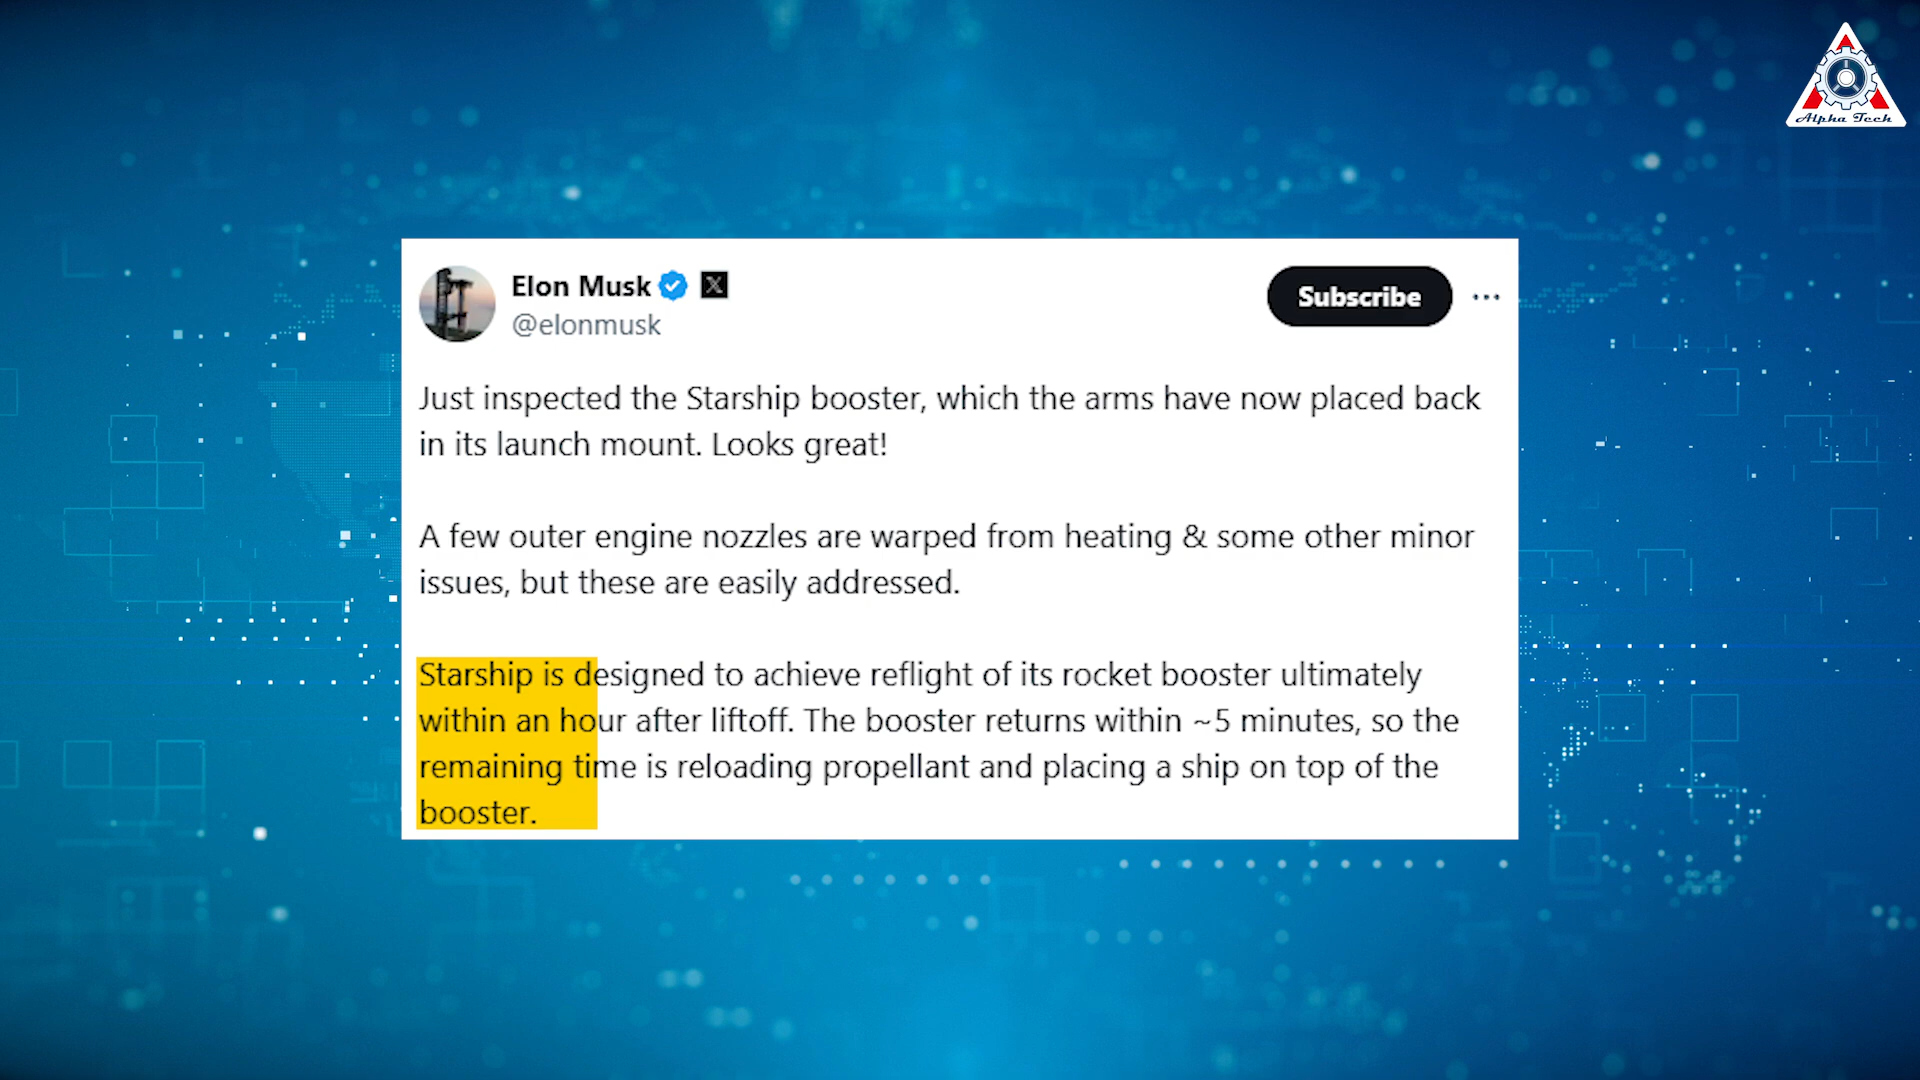 Alpha Tech
Elon Musk
@elonmusk
Subscribe
Just inspected the Starship booster, which the arms have now placed back
in its launch mount. Looks great!
A few outer engine nozzles are warped from heating & some other minor
issues, but these are easily addressed.
Starship is designed to achieve reflight of its rocket booster ultimately
within an hour after liftoff. The booster returns within ~5 minutes, so the
remaining time is reloading propellant and placing a ship on top of the
booster.